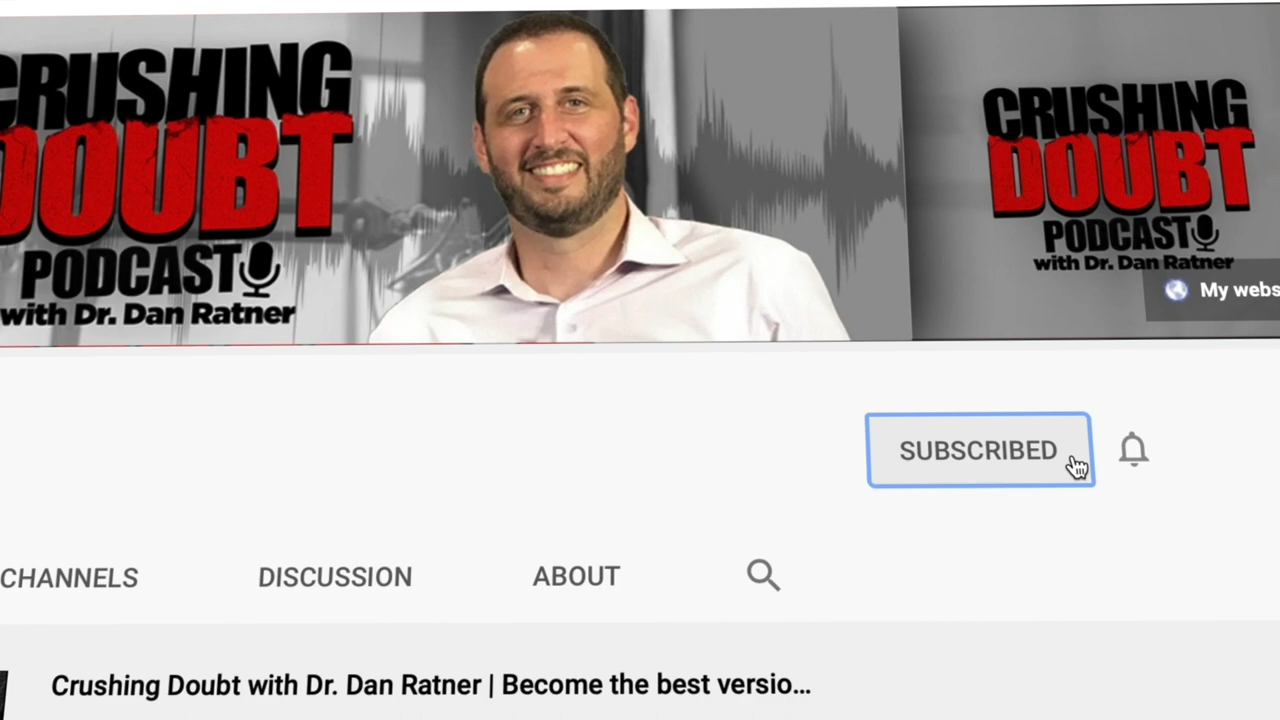 CRUSHING
DOUBT
PODCAST
with Dr. Dan Ratner
CRUSHING
DOUBT
PODCAST
with Dr. Dan Ratner
My webs
SUBSCRIBED
CHANNELS
DISCUSSION
ABOUT
Crushing Doubt with Dr. Dan Ratner | Become the best versio...